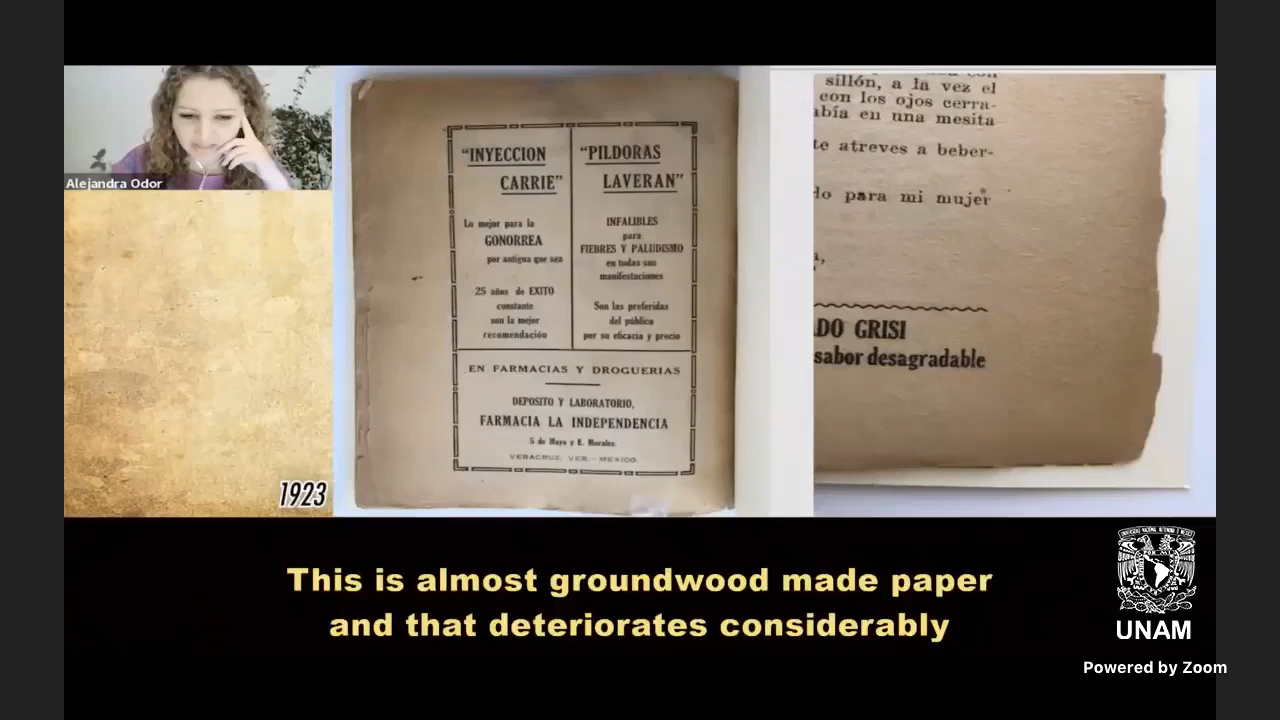 Alejandra Odor
1923
"INYECCION
CARRIE"
Lo mejor para la
GONORREA
por antigua que sea
25 años de EXITO
constante
son la mejor
recomendación
"PILDORAS
LAVERAN"
INFALIBLES
para
FIEBRES Y PALUDISMO
en todas sus
manifestaciones
Son las preferidas
del público
por su eficacia y precio
EN FARMACIAS Y DROGUERIAS
DEPOSITO Y LABORATORIO,
FARMACIA LA INDEPENDENCIA
5 de Mayo y E. Morales.
VERACRUZ, VER.-MEXICO.
sillón, a la vez el
con los ojos cerra-
abía en una mesita
te atreves a beber-
do para mi mujer
a,
DO GRISI
sabor desagradable
This is almost groundwood made paper
and that deteriorates considerably
UNAM
Powered by Zoom